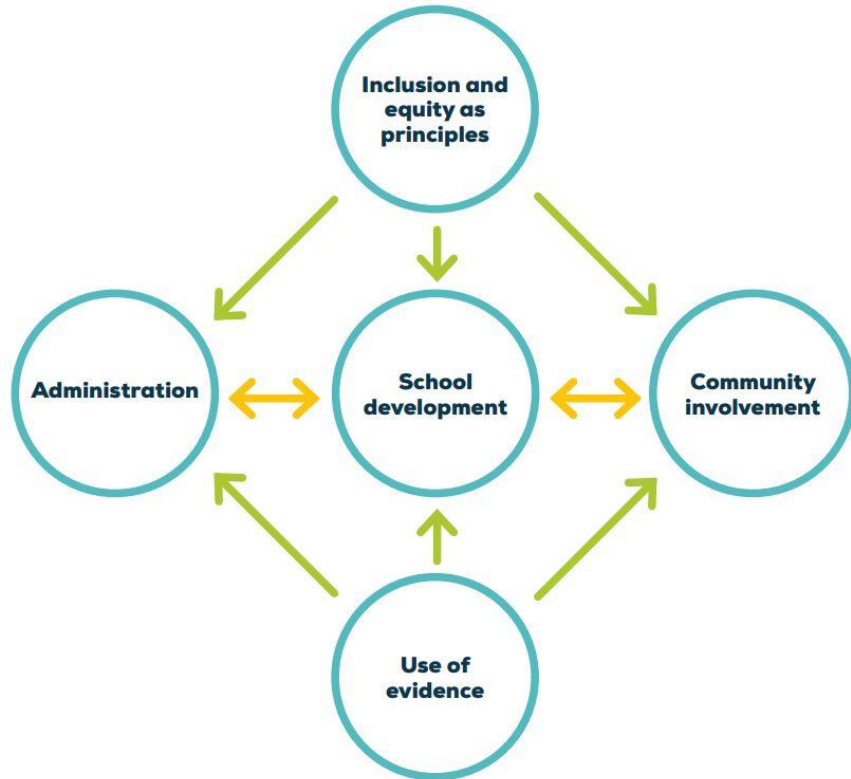 Inclusion and
equity as
principles
Administration
School
development
Community
involvement
Use of
evidence